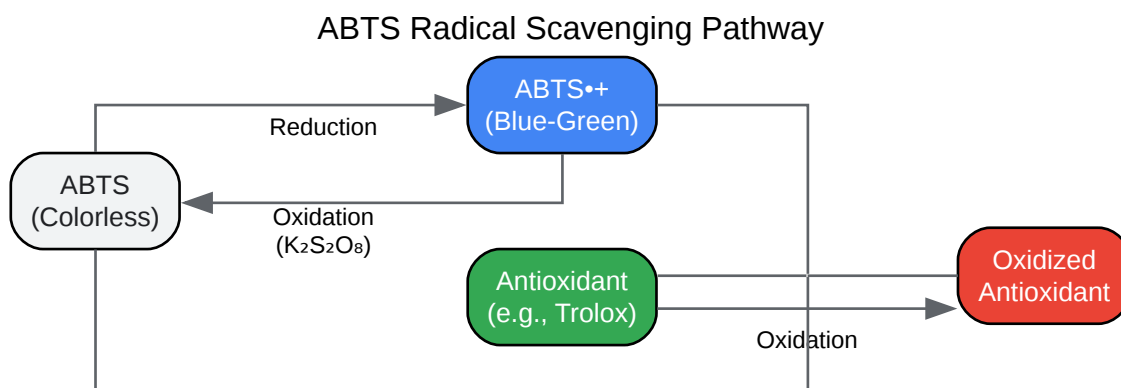 ABTS Radical Scavenging Pathway
ABTS•+
(Blue-Green)
Reduction
ABTS
(Colorless)
Oxidation
(K₂S₂O₈)
Antioxidant
(e.g., Trolox)
Oxidized
Antioxidant
Oxidation